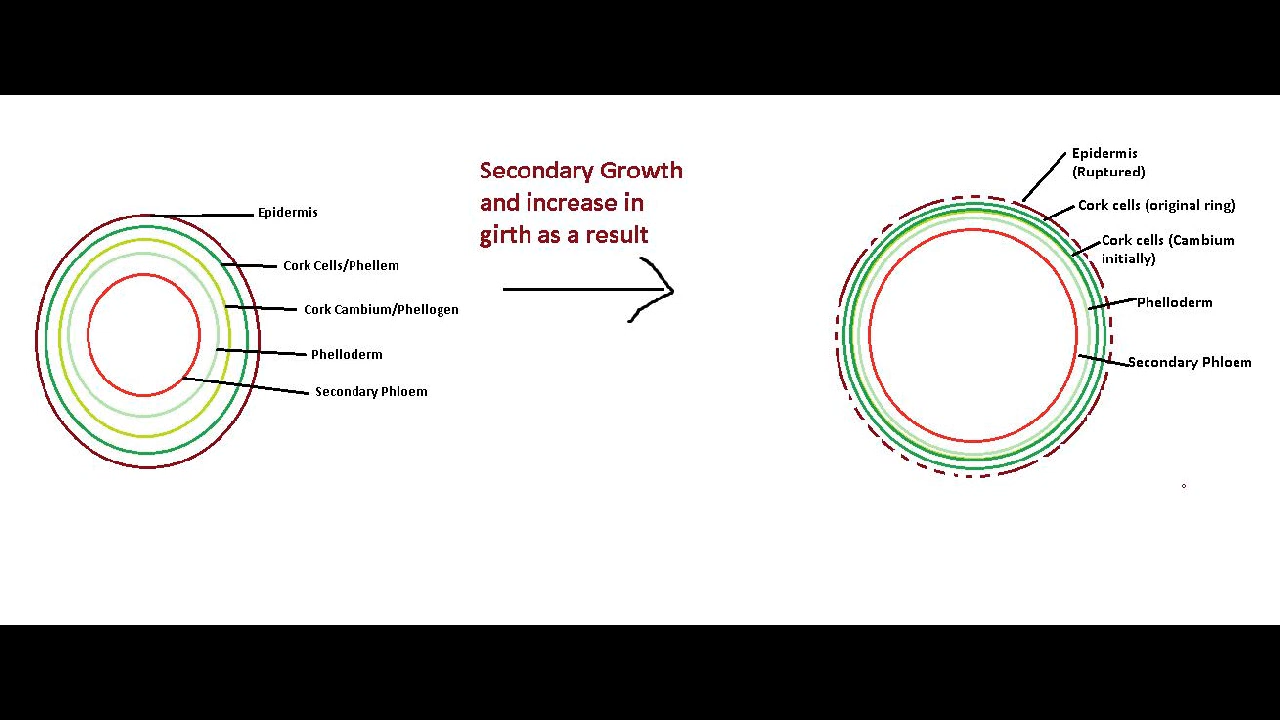 Epidermis
Cork Cells/Phellem
Cork Cambium/Phellogen
Phelloderm
Secondary Phloem
Secondary Growth
and increase in
girth as a result
Epidermis
(Ruptured)
Cork cells (original ring)
Cork cells (Cambium
initially)
Phelloderm
Secondary Phloem